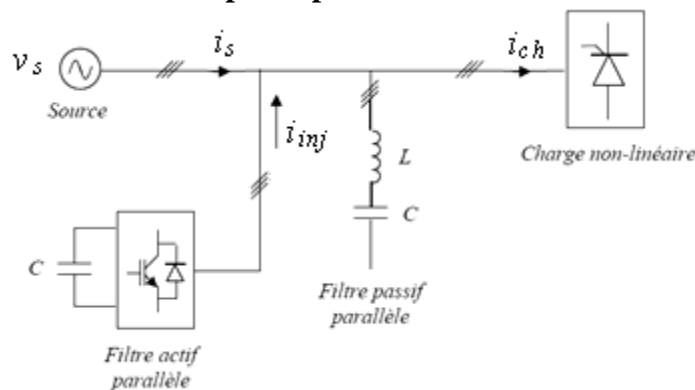 v_s
i_s
i_ch
Source
i_inj
L
Charge non-linéaire
C
C
Filtre passif
parallèle
Filtre actif
parallèle